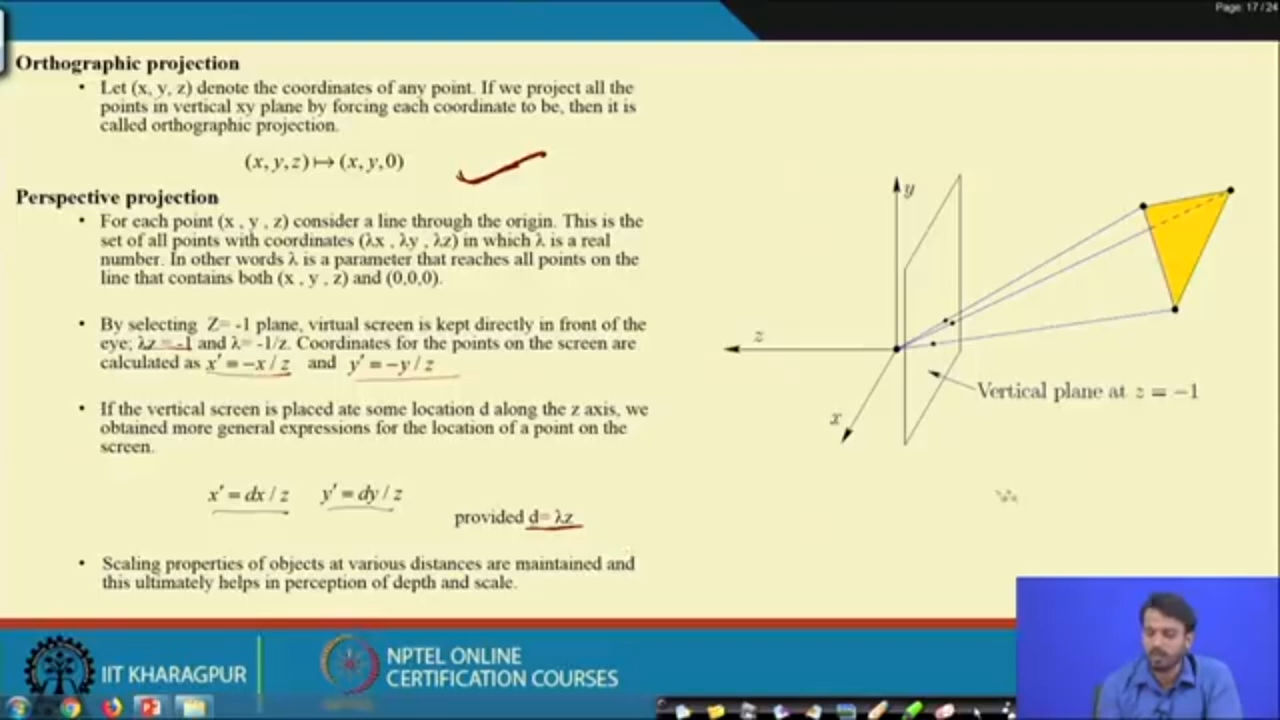 Page: 17/24
Orthographic projection
• Let (x, y, z) denote the coordinates of any point. If we project all the
points in vertical xy plane by forcing each coordinate to be, then it is
called orthographic projection.
(x, y, z) ↦ (x, y, 0)
Perspective projection
• For each point (x , y , z) consider a line through the origin. This is the
set of all points with coordinates (λx , λy , λz) in which λ is a real
number. In other words λ is a parameter that reaches all points on the
line that contains both (x , y , z) and (0,0,0).
• By selecting Z= -1 plane, virtual screen is kept directly in front of the
eye; λz = -1 and λ= -1/z. Coordinates for the points on the screen are
calculated as x' = -x / z and y' = -y / z
• If the vertical screen is placed ate some location d along the z axis, we
obtained more general expressions for the location of a point on the
screen.
x' = dx / z y' = dy / z
provided d= λz
• Scaling properties of objects at various distances are maintained and
this ultimately helps in perception of depth and scale.
y
z
x
Vertical plane at z = −1
IIT KHARAGPUR
NPTEL ONLINE
CERTIFICATION COURSES